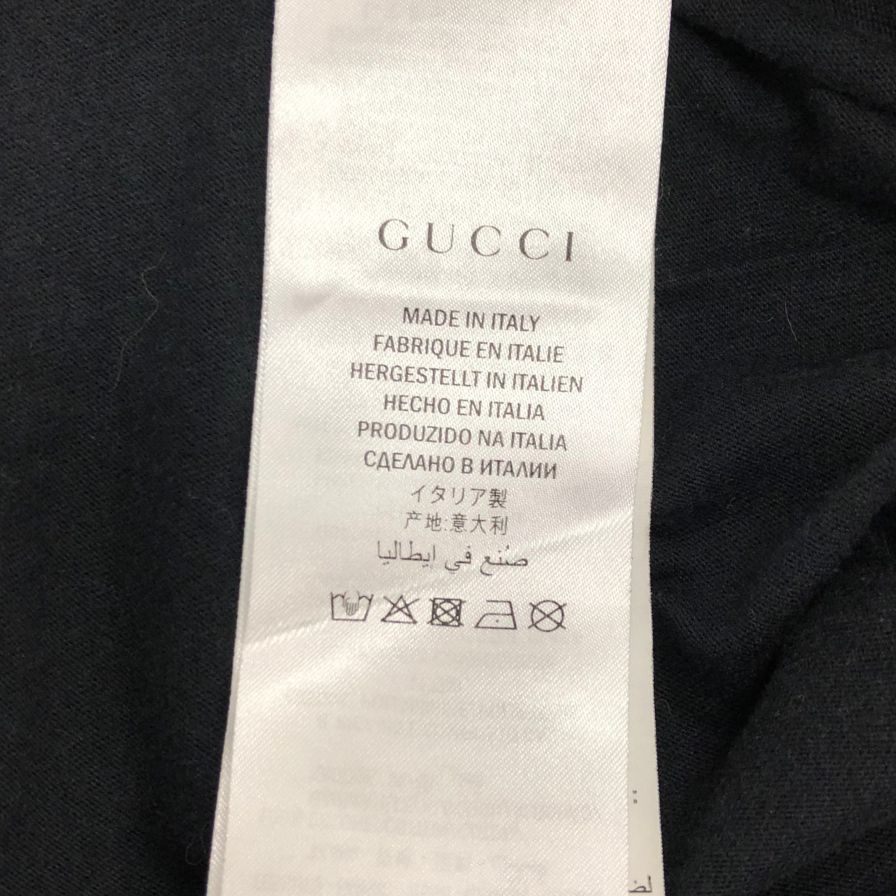 GUCCI
MADE IN ITALY
FABRIQUE EN ITALIE
HERGESTELLT IN ITALIEN
HECHO EN ITALIA
PRODUZIDO NA ITALIA
СДЕЛАНО В ИТАЛИИ
イタリア製
产地:意大利
صُنع في ايطاليا